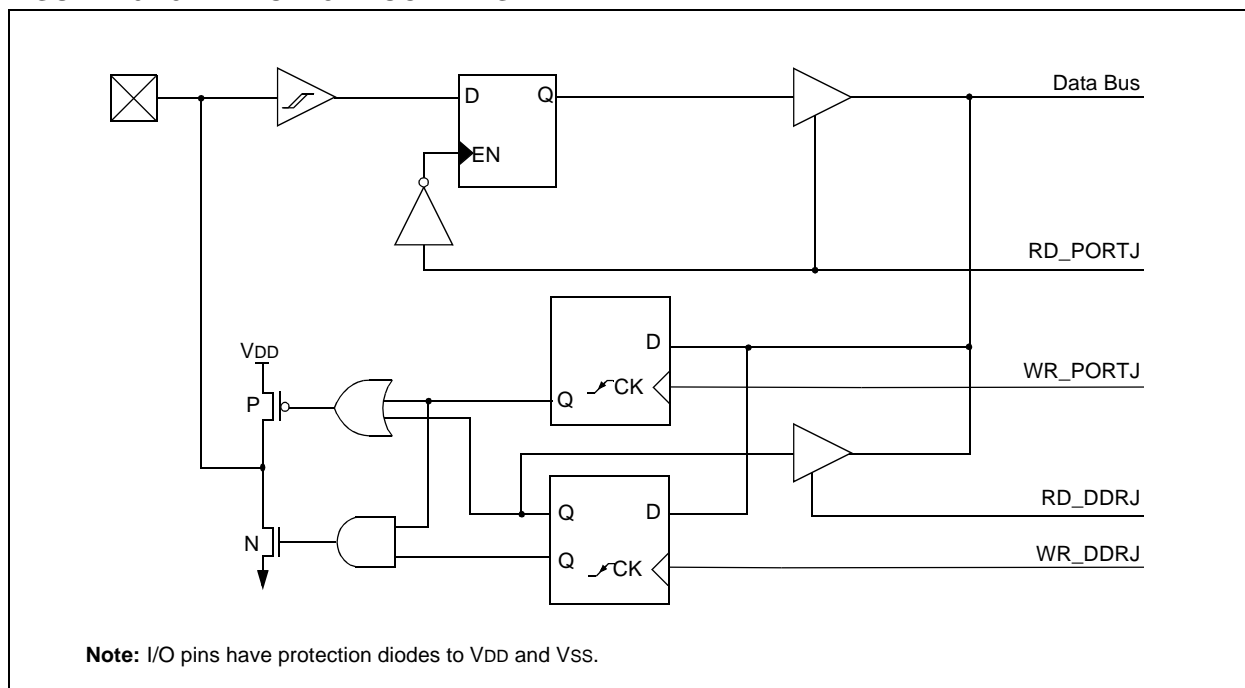 Data Bus
D
Q
EN
RD_PORTJ
D
VDD
WR_PORTJ
CK
Q
P
RD_DDRJ
Q
D
N
Q
CK
WR_DDRJ
Note: I/O pins have protection diodes to VDD and VSS.